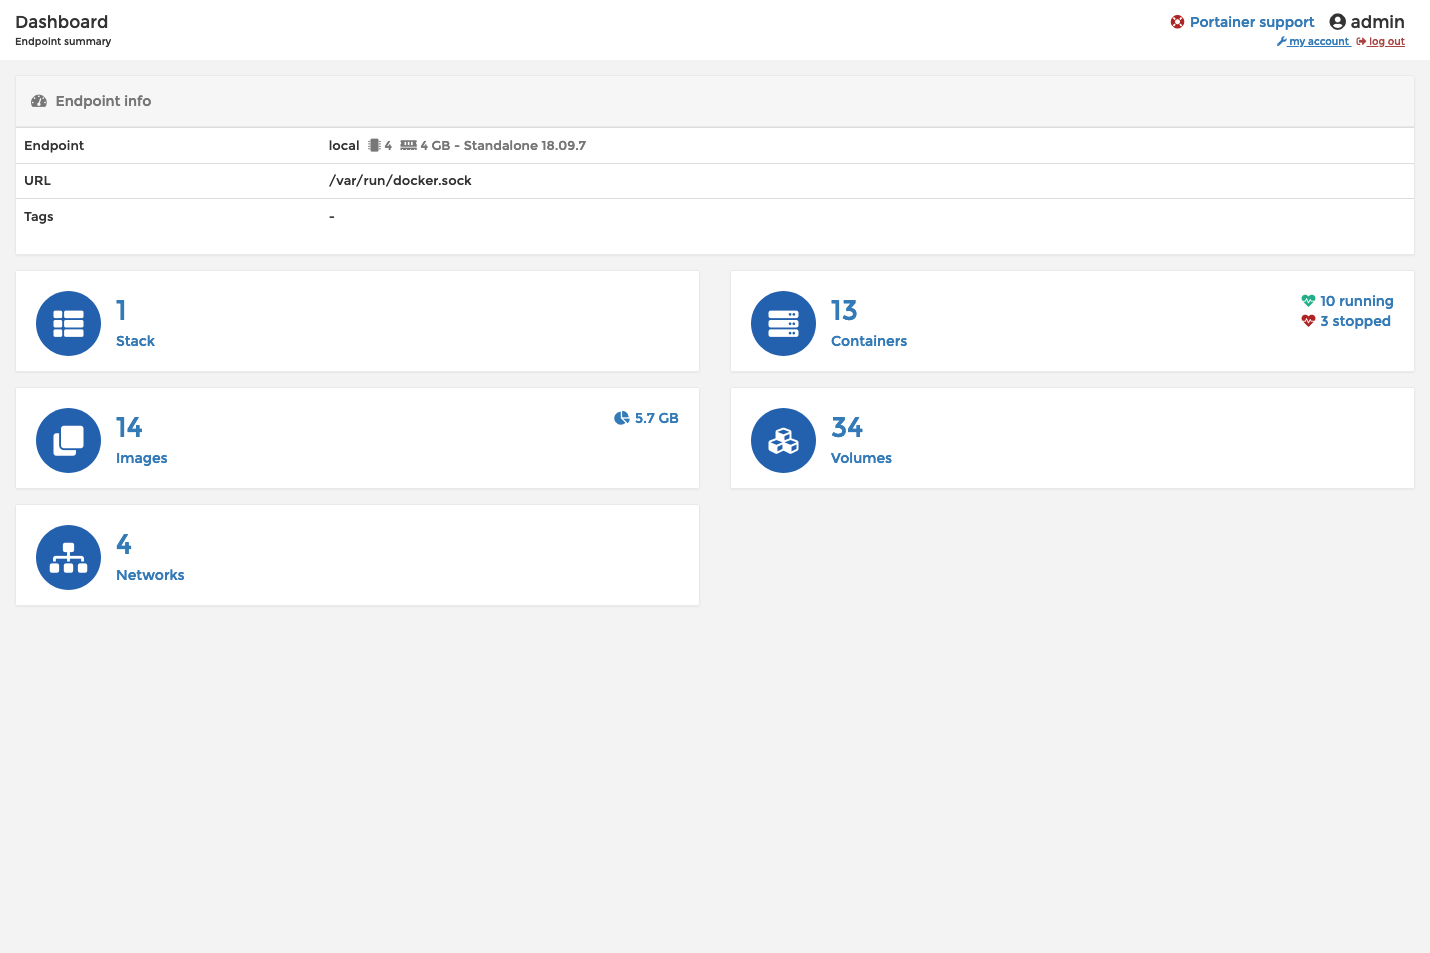 Dashboard
Endpoint summary
Portainer support admin
my account log out
Endpoint info
Endpoint local 4 4 GB - Standalone 18.09.7
URL /var/run/docker.sock
Tags -
1
Stack
13
Containers
10 running
3 stopped
14
Images
5.7 GB
34
Volumes
4
Networks